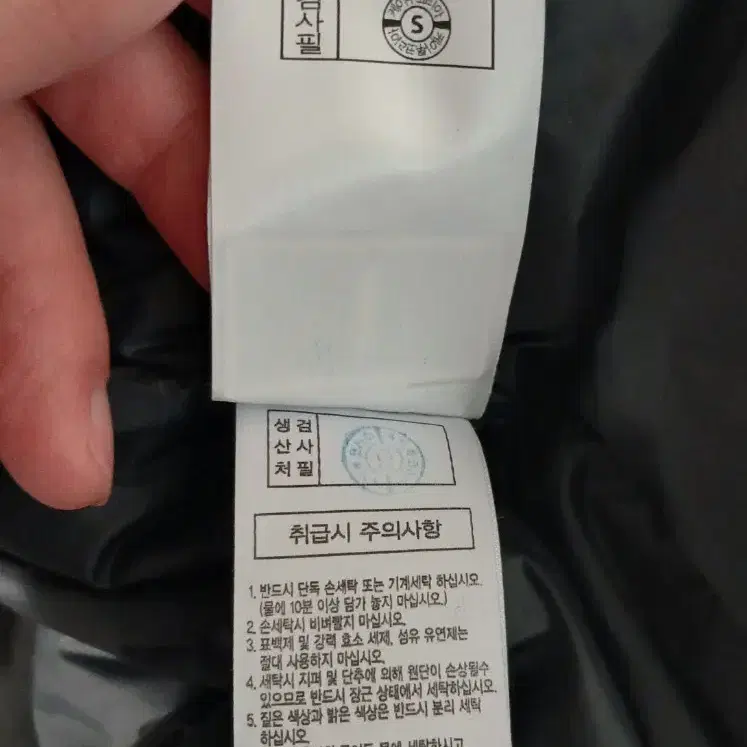 검사필
S
생산처 검사필
취급시 주의사항
1. 반드시 단독 손세탁 또는 기계세탁 하십시오.
(물에 10분 이상 담가 놓지 마십시오.)
2. 손세탁시 비벼빨지 마십시오.
3. 표백제 및 강력 효소 세제, 섬유 유연제는
절대 사용하지 마십시오.
4. 세탁시 지퍼 및 단추에 의해 원단이 손상될수
있으므로 반드시 잠근 상태에서 세탁하십시오.
5. 짙은 색상과 밝은 색상은 반드시 분리 세탁
하십시오.